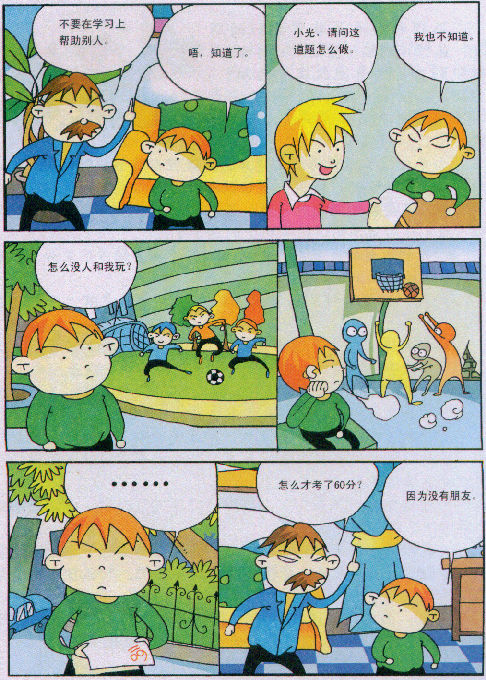 不要在学习上
帮助别人。
唔，知道了。
小光，请问这
道题怎么做。
我也不知道。
怎么没人和我玩？
······
怎么才考了60分？
因为没有朋友。